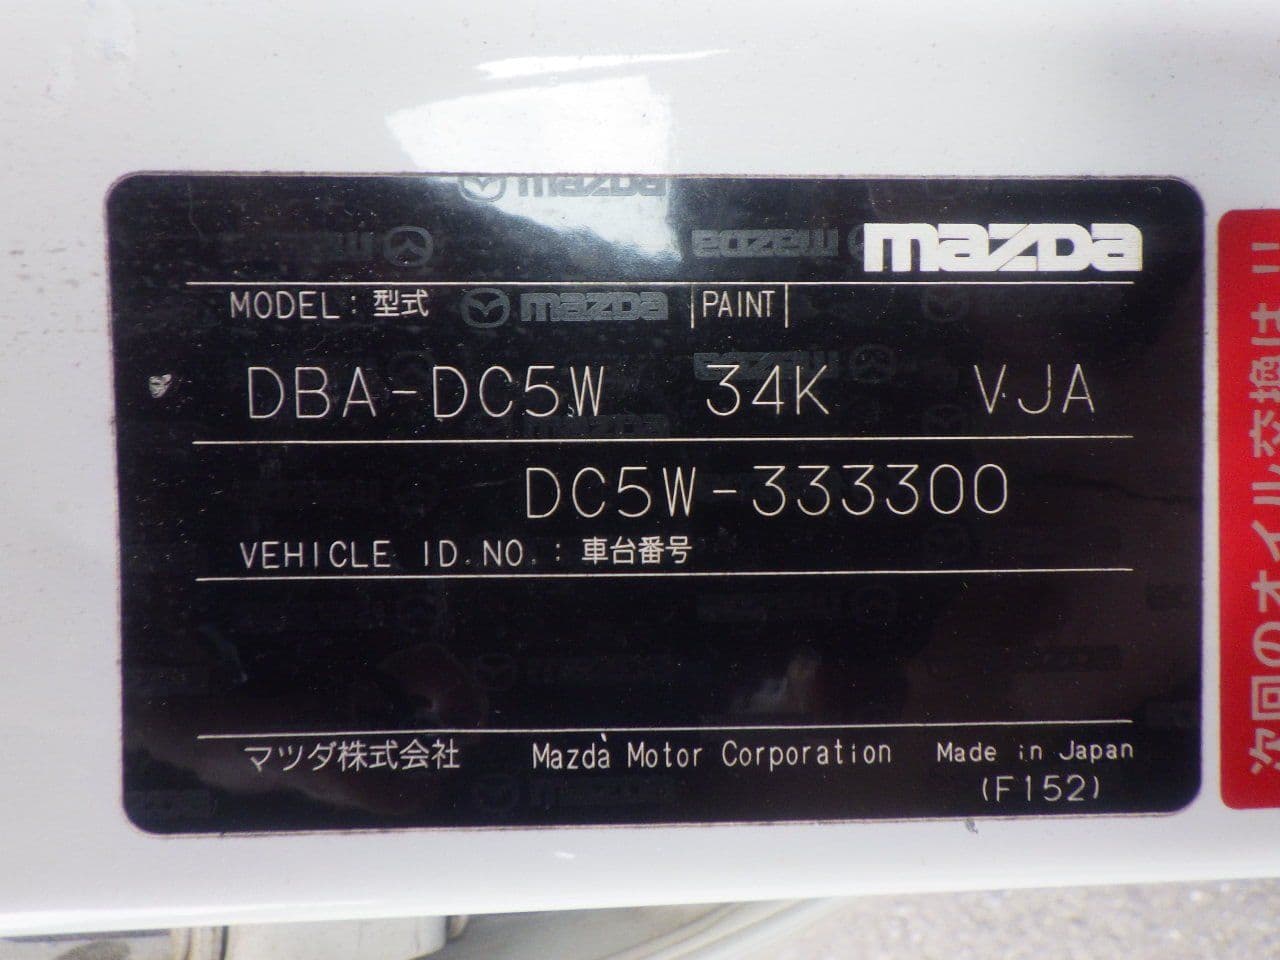 mazda
MODEL : 型式 PAINT
DBA-DC5W 34K VJA
DC5W-333300
VEHICLE ID.NO. : 車台番号
マツダ株式会社 Mazda Motor Corporation Made in Japan
(F152)
次回のオイル交換は